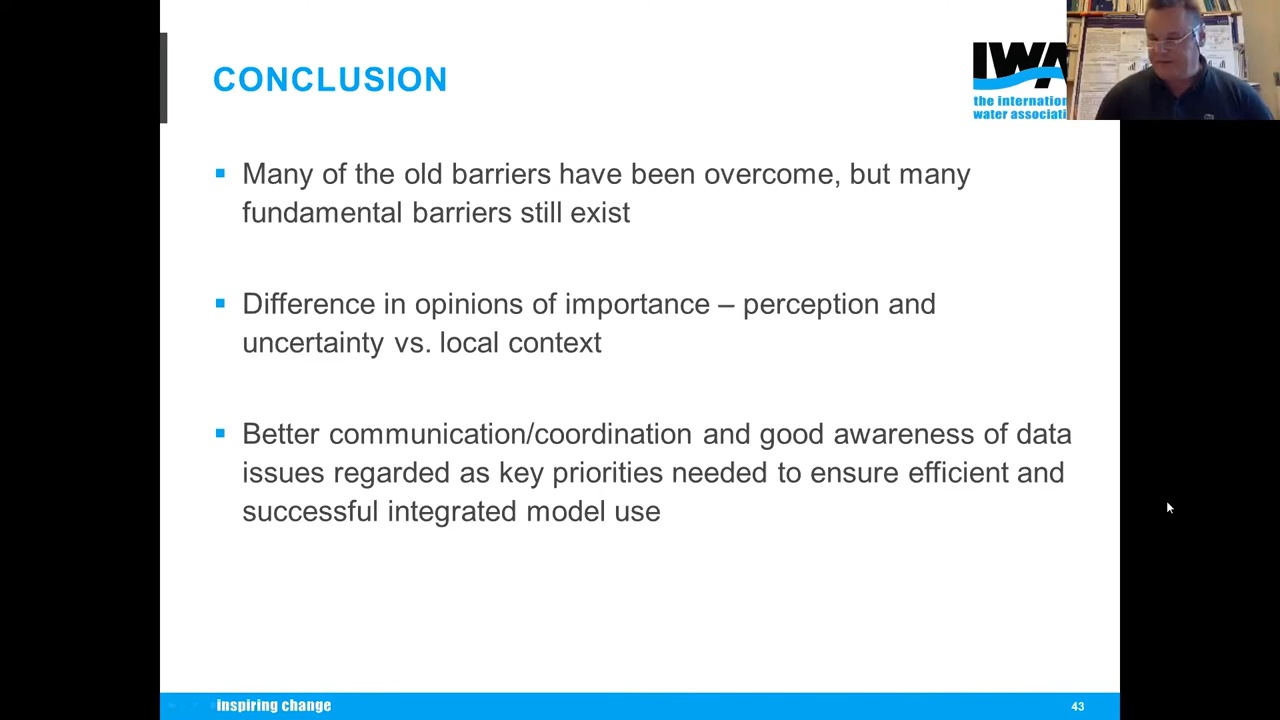 CONCLUSION
IWA
the internation
water associati
Many of the old barriers have been overcome, but many
fundamental barriers still exist
Difference in opinions of importance – perception and
uncertainty vs. local context
Better communication/coordination and good awareness of data
issues regarded as key priorities needed to ensure efficient and
successful integrated model use
inspiring change
43